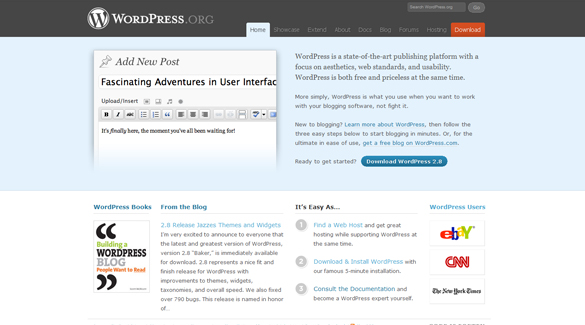 WORDPRESS.ORG
Search WordPress.org
Go
Home Showcase Extend About Docs Blog Forums Hosting Download
Add New Post
Fascinating Adventures in User Interfac
Upload/Insert
B I ABC
It's finally here, the moment you've all been waiting for!
WordPress is a state-of-the-art publishing platform with a
focus on aesthetics, web standards, and usability.
WordPress is both free and priceless at the same time.
More simply, WordPress is what you use when you want to work
with your blogging software, not fight it.
New to blogging? Learn more about WordPress, then follow the
three easy steps below to start blogging in minutes. Or, for the
ultimate in ease of use, get a free blog on WordPress.com.
Ready to get started? Download WordPress 2.8
WordPress Books
Building a
WORDPRESS
BLOG
People Want to Read
From the Blog
2.8 Release Jazzes Themes and Widgets
I'm very excited to announce to everyone that
the latest and greatest version of WordPress,
version 2.8 "Baker," is immediately available
for download. 2.8 represents a nice fit and
finish release for WordPress with
improvements to themes, widgets,
taxonomies, and overall speed. We also fixed
over 790 bugs. This release is named in honor
of...
It's Easy As...
1 Find a Web Host and get great
hosting while supporting WordPress at
the same time.
2 Download & Install WordPress with
our famous 5-minute installation.
3 Consult the Documentation and
become a WordPress expert yourself.
WordPress Users
ebY
CNN
The New York Times